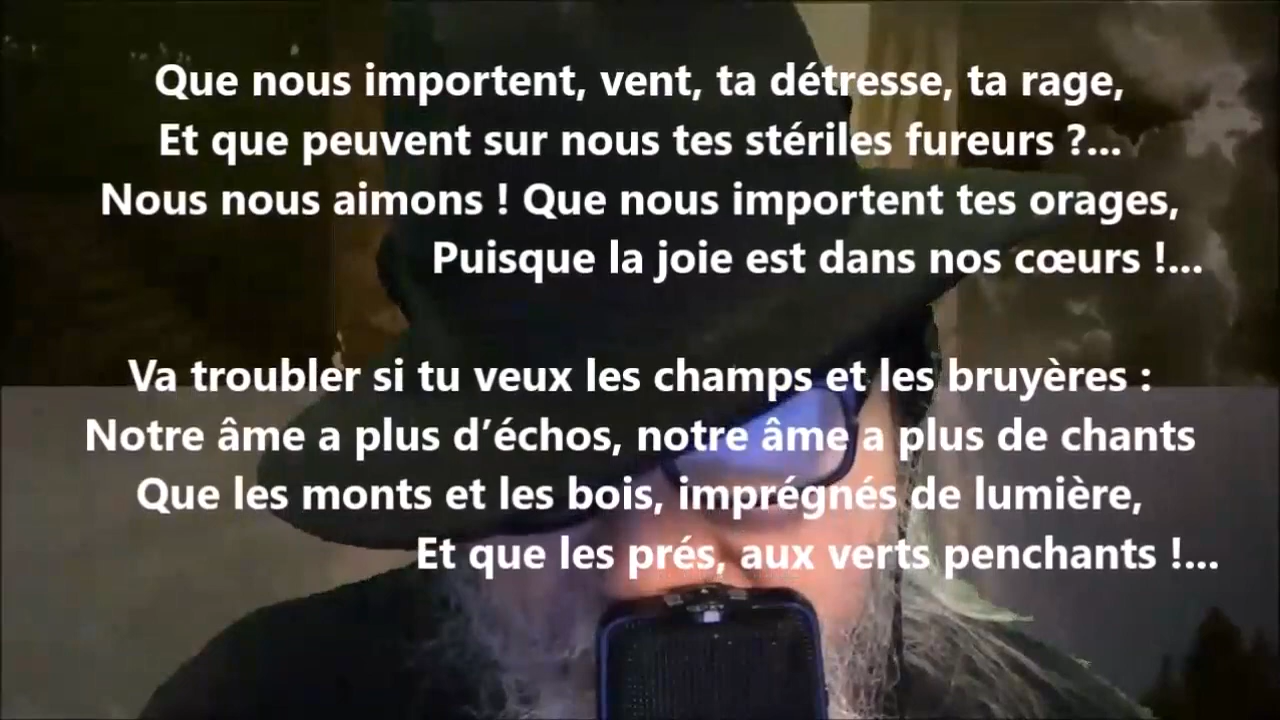 Que nous importent, vent, ta détresse, ta rage,
Et que peuvent sur nous tes stériles fureurs ?...
Nous nous aimons ! Que nous importent tes orages,
Puisque la joie est dans nos cœurs !...
Va troubler si tu veux les champs et les bruyères :
Notre âme a plus d’échos, notre âme a plus de chants
Que les monts et les bois, imprégnés de lumière,
Et que les prés, aux verts penchants !...